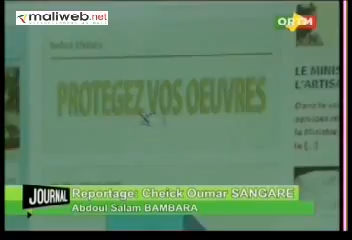 maliweb.net
ORTM
PROTEGEZ VOS OEUVRES
LE MINIS
L'ARTISA
[...]
JOURNAL
Reportage: Cheick Oumar SANGARE
Abdoul Salam BAMBARA